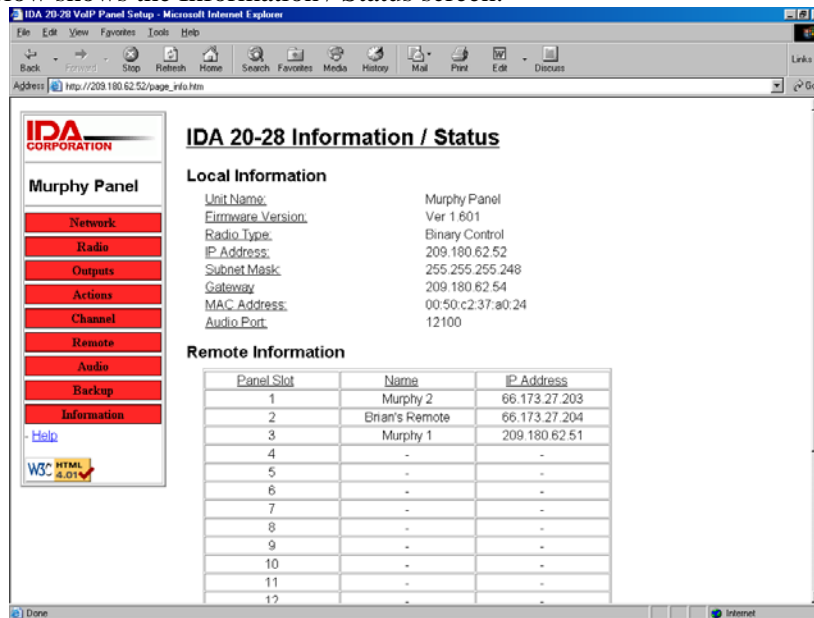 low shows the Information / Status screen.
IDA 20-28 VoIP Panel Setup - Microsoft Internet Explorer
File Edit View Favorites Tools Help
Back Forward Stop Refresh Home Search Favorites Media History Mail Print Edit Discuss Links
Address http://209.180.62.52/page_info.htm Go
IDA
CORPORATION
Murphy Panel
Network
Radio
Outputs
Actions
Channel
Remote
Audio
Backup
Information
- Help
W3C HTML 4.01
IDA 20-28 Information / Status
Local Information
Unit Name: Murphy Panel
Firmware Version: Ver 1.601
Radio Type: Binary Control
IP Address: 209.180.62.52
Subnet Mask: 255.255.255.248
Gateway 209.180.62.54
MAC Address: 00:50:c2:37:a0:24
Audio Port: 12100
Remote Information
Panel Slot Name IP Address
1 Murphy 2 66.173.27.203
2 Brian's Remote 66.173.27.204
3 Murphy 1 209.180.62.51
4 - -
5 - -
6 - -
7 - -
8 - -
9 - -
10 - -
11 - -
12 - -
Done Internet